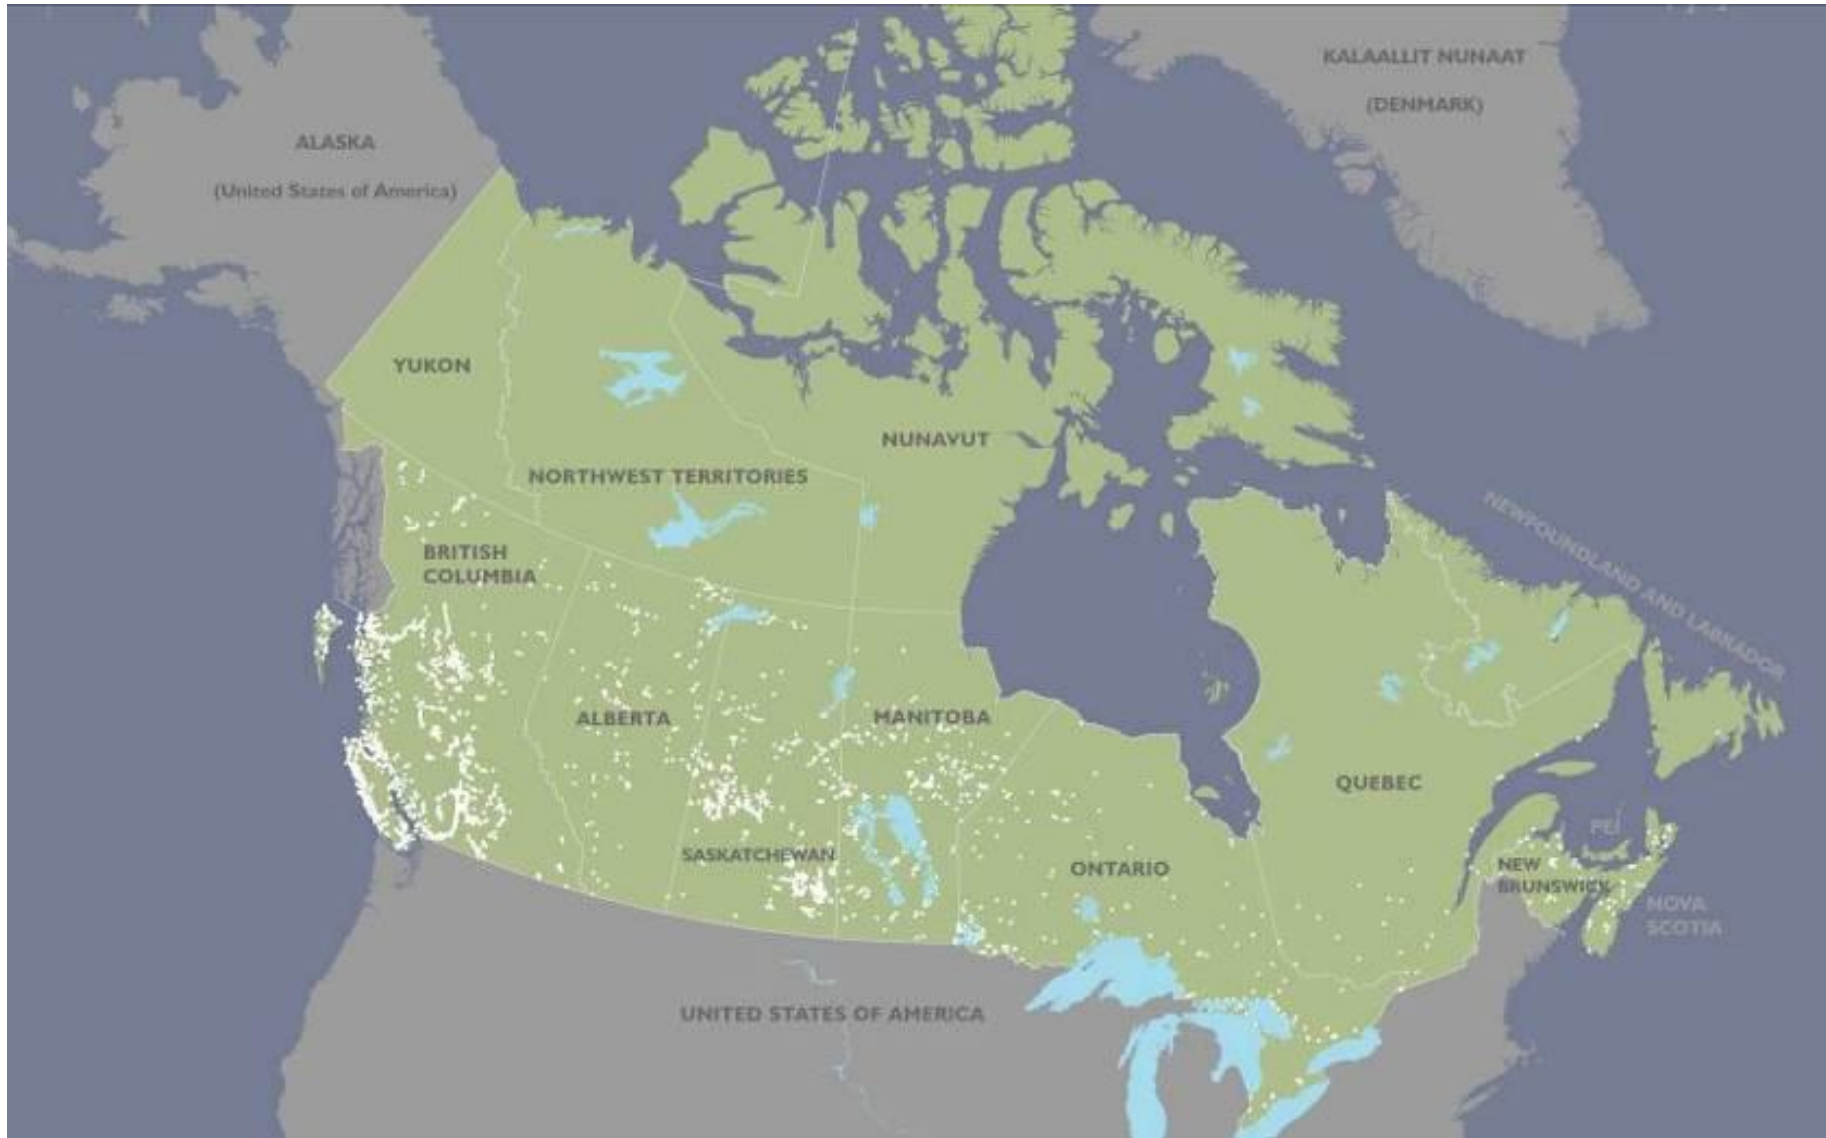 KALAALLIT NUNAAT
(DENMARK)
ALASKA
(United States of America)
YUKON
NUNAVUT
NORTHWEST TERRITORIES
NEWFOUNDLAND AND LABRADOR
BRITISH
COLUMBIA
ALBERTA
MANITOBA
QUEBEC
PEI
SASKATCHEWAN
ONTARIO
NEW
BRUNSWICK
NOVA
SCOTIA
UNITED STATES OF AMERICA